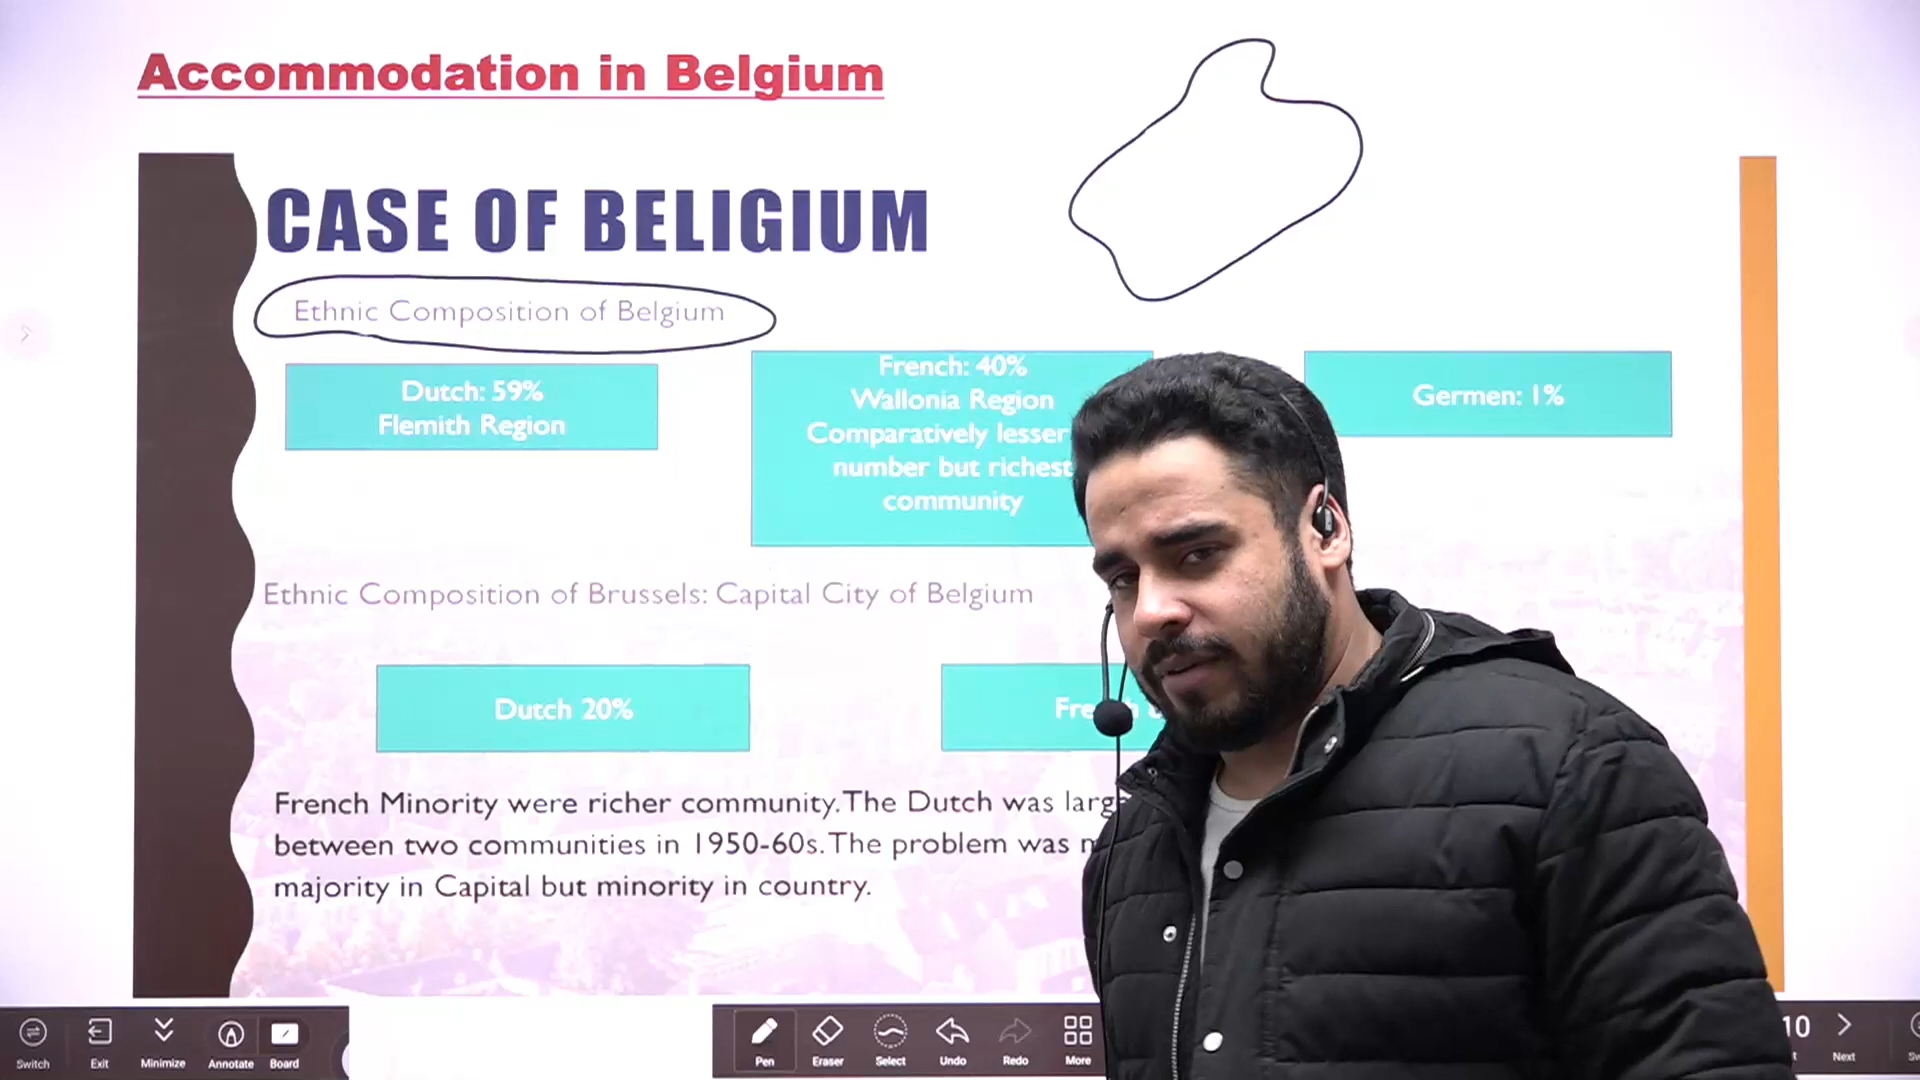 Accommodation in Belgium
CASE OF BELIGIUM
Ethnic Composition of Belgium
Dutch: 59%
Flemith Region
French: 40%
Wallonia Region
Comparatively lesser
number but richest
community
Germen: 1%
Ethnic Composition of Brussels: Capital City of Belgium
Dutch 20%
French Minority were richer community. The Dutch was
between two communities in 1950-60s. The problem was
majority in Capital but minority in country.
Switch
Exit
Minimize
Annotate
Board
Pen
Eraser
Select
Undo
Redo
More
10
Next